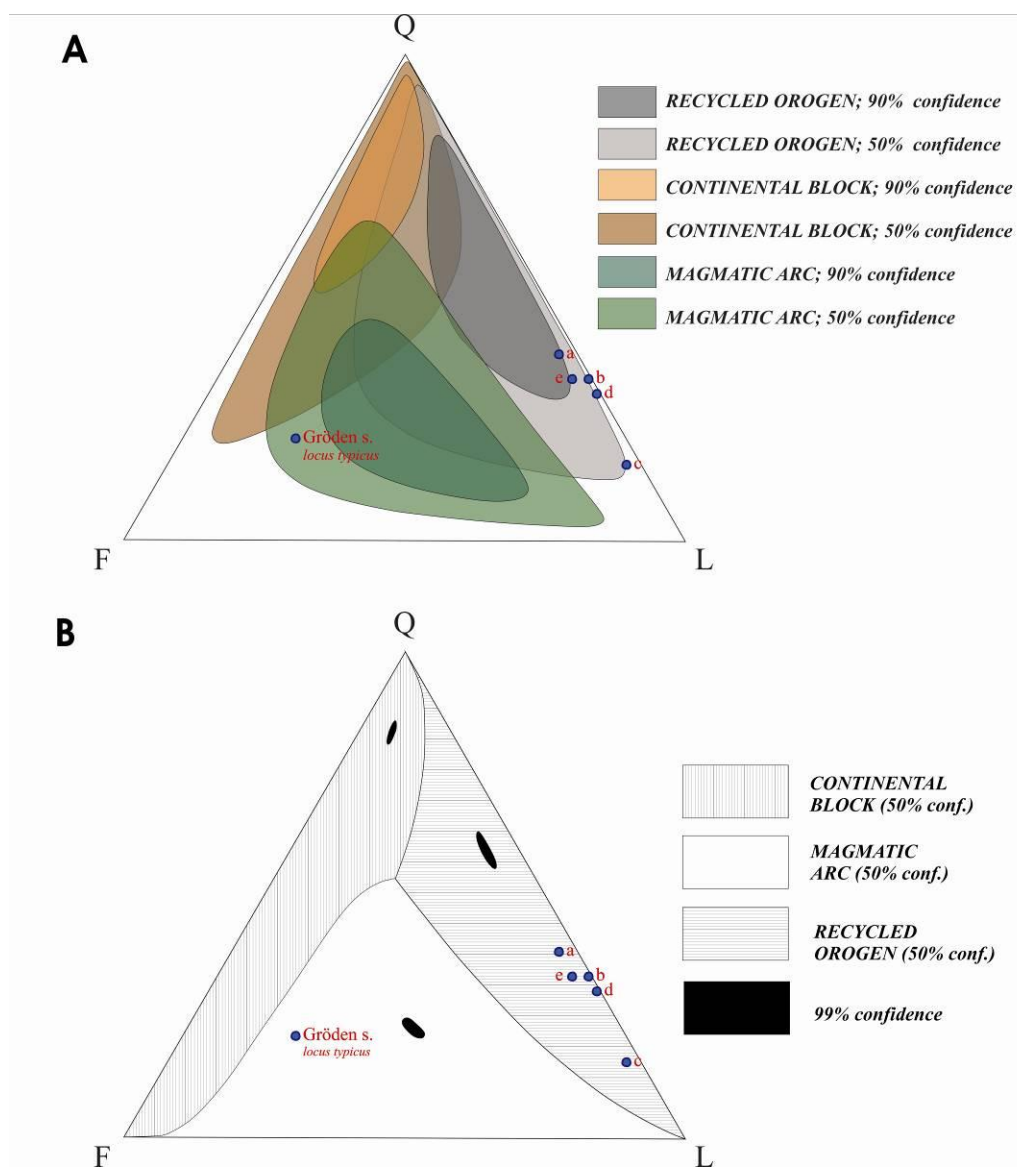 A
Q
RECYCLED OROGEN; 90% confidence
RECYCLED OROGEN; 50% confidence
CONTINENTAL BLOCK; 90% confidence
CONTINENTAL BLOCK; 50% confidence
MAGMATIC ARC; 90% confidence
MAGMATIC ARC; 50% confidence
a
e
b
d
c
Gröden s.
locus typicus
F
L
B
Q
CONTINENTAL
BLOCK (50% conf.)
MAGMATIC
ARC (50% conf.)
RECYCLED
OROGEN (50% conf.)
99% confidence
a
e
b
d
c
Gröden s.
locus typicus
F
L